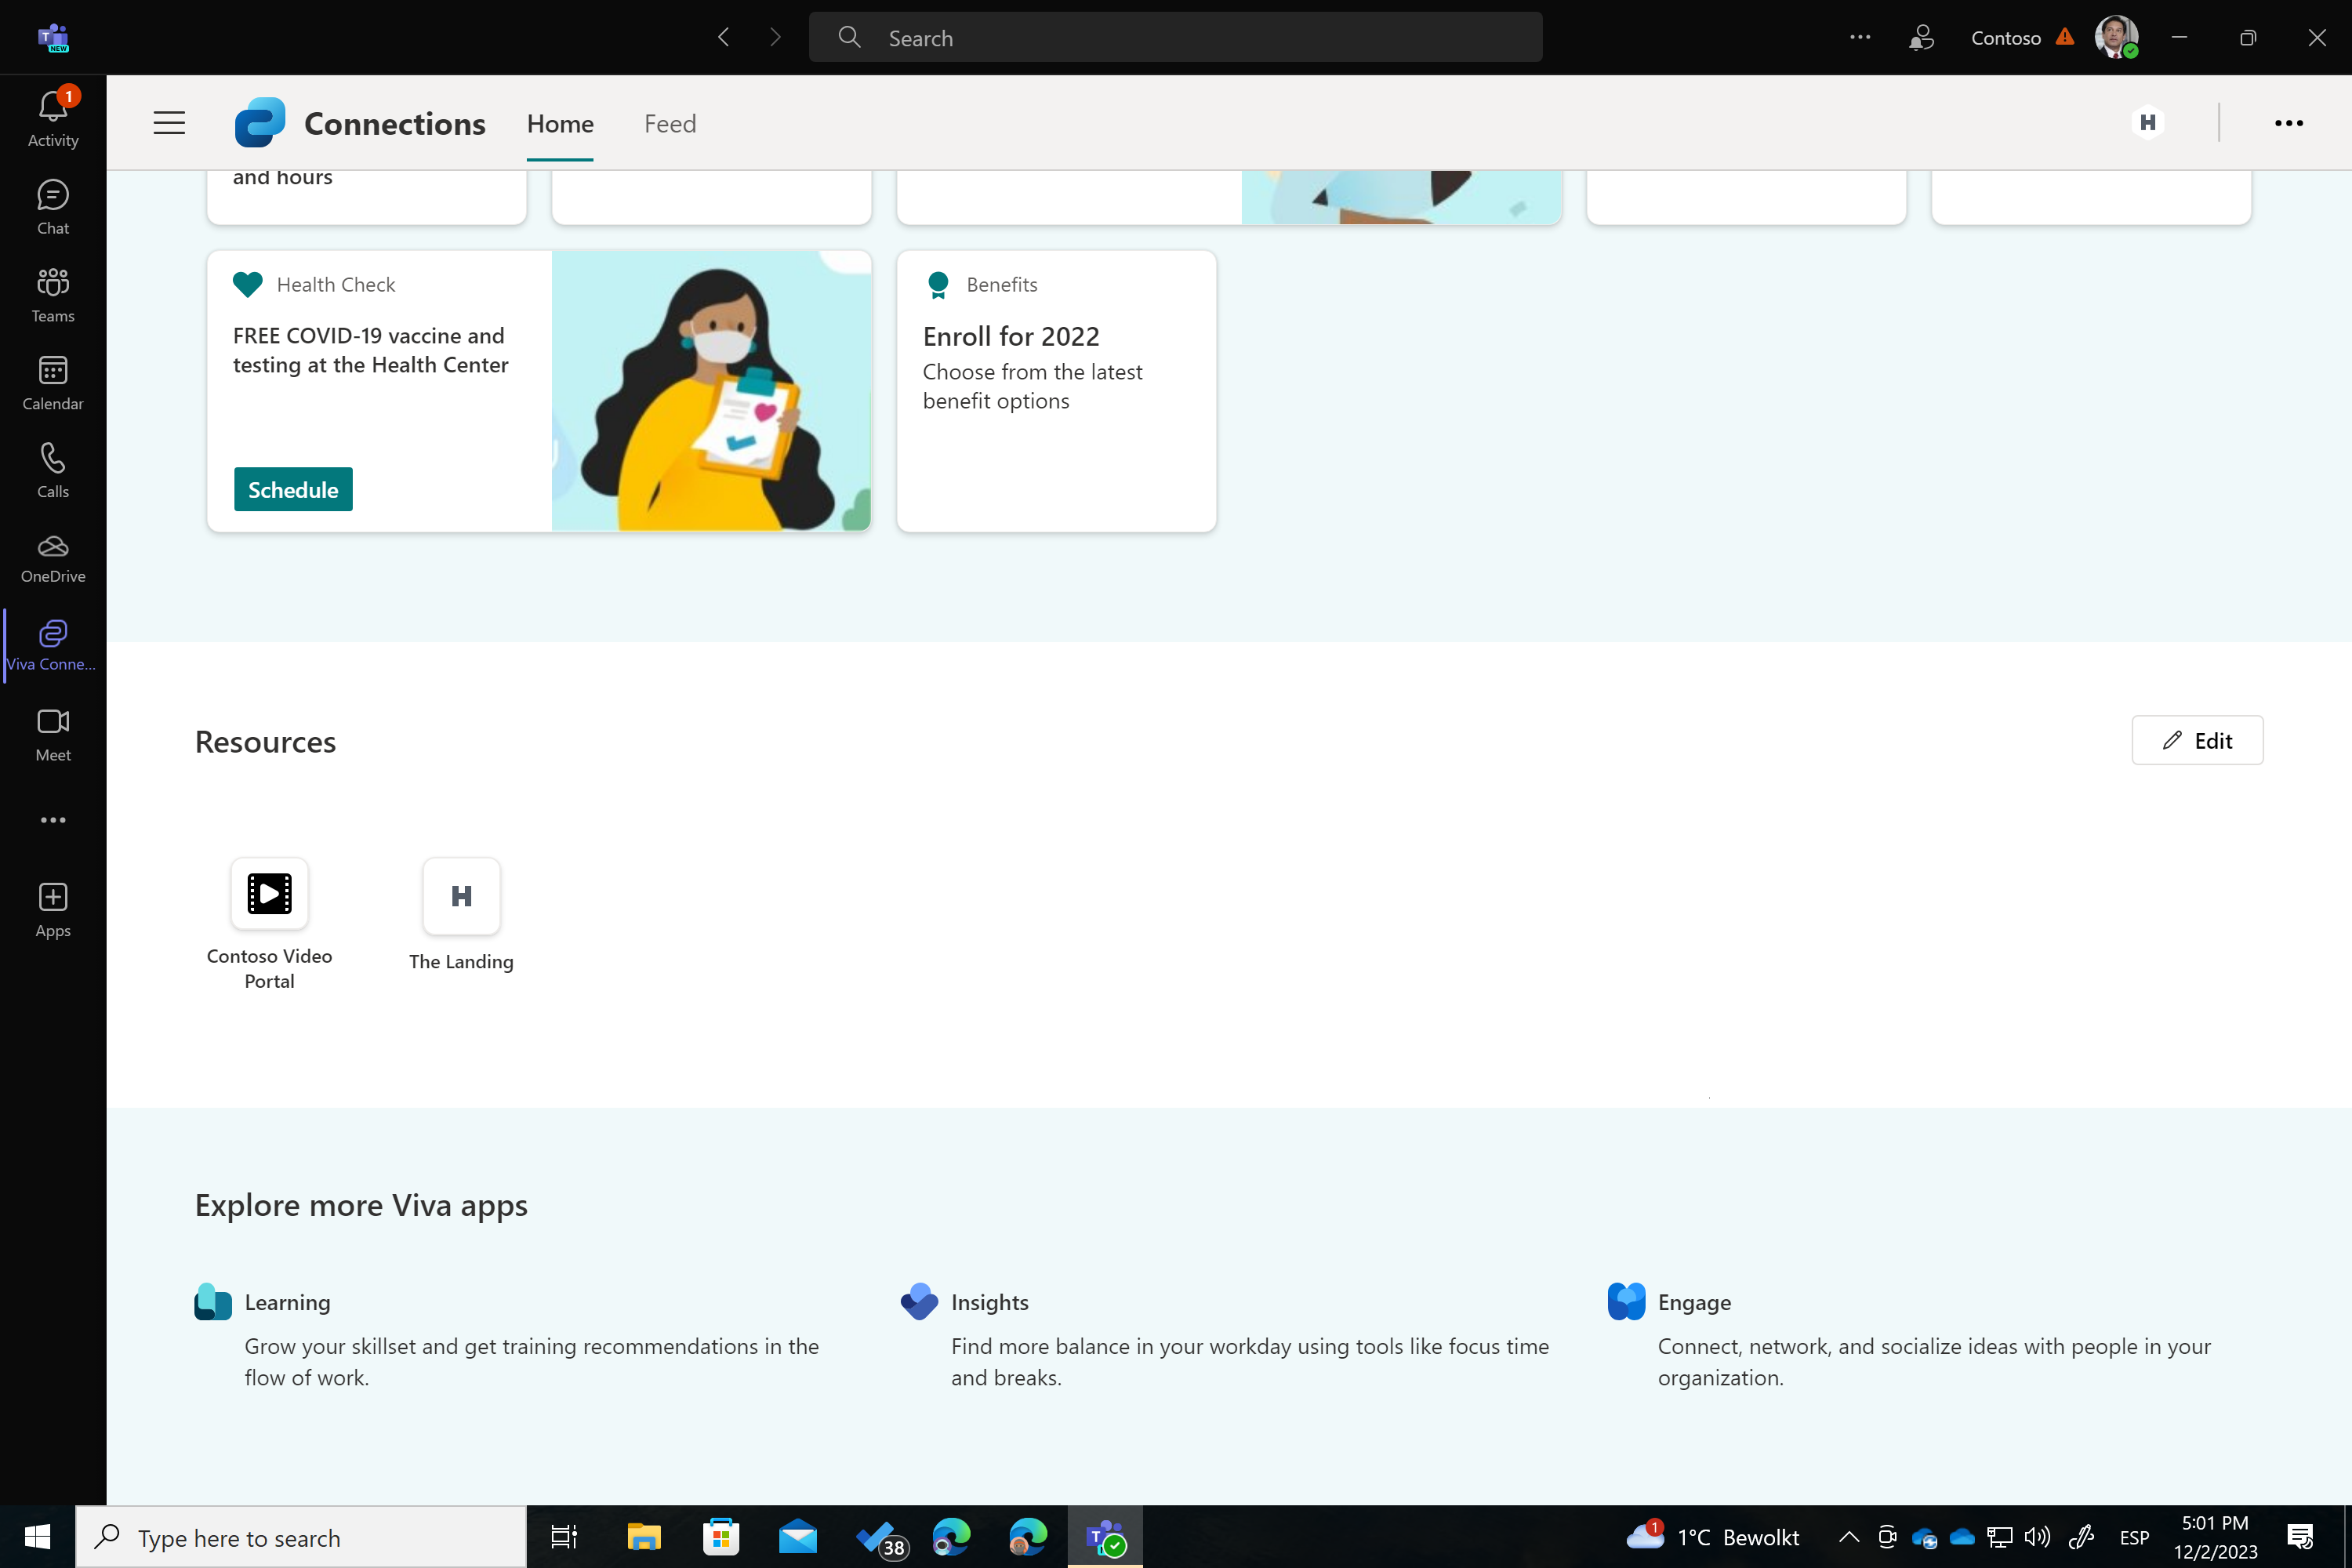 Search
Contoso
NEW
1
Activity
Chat
Teams
Calendar
Calls
OneDrive
Viva Conne...
Meet
Apps
Connections
Home
Feed
H
and hours
Health Check
FREE COVID-19 vaccine and
testing at the Health Center
Schedule
Benefits
Enroll for 2022
Choose from the latest
benefit options
Resources
Edit
Contoso Video
Portal
H
The Landing
Explore more Viva apps
Learning
Grow your skillset and get training recommendations in the
flow of work.
Insights
Find more balance in your workday using tools like focus time
and breaks.
Engage
Connect, network, and socialize ideas with people in your
organization.
Type here to search
38
1
1°C Bewolkt
ESP
5:01 PM
12/2/2023